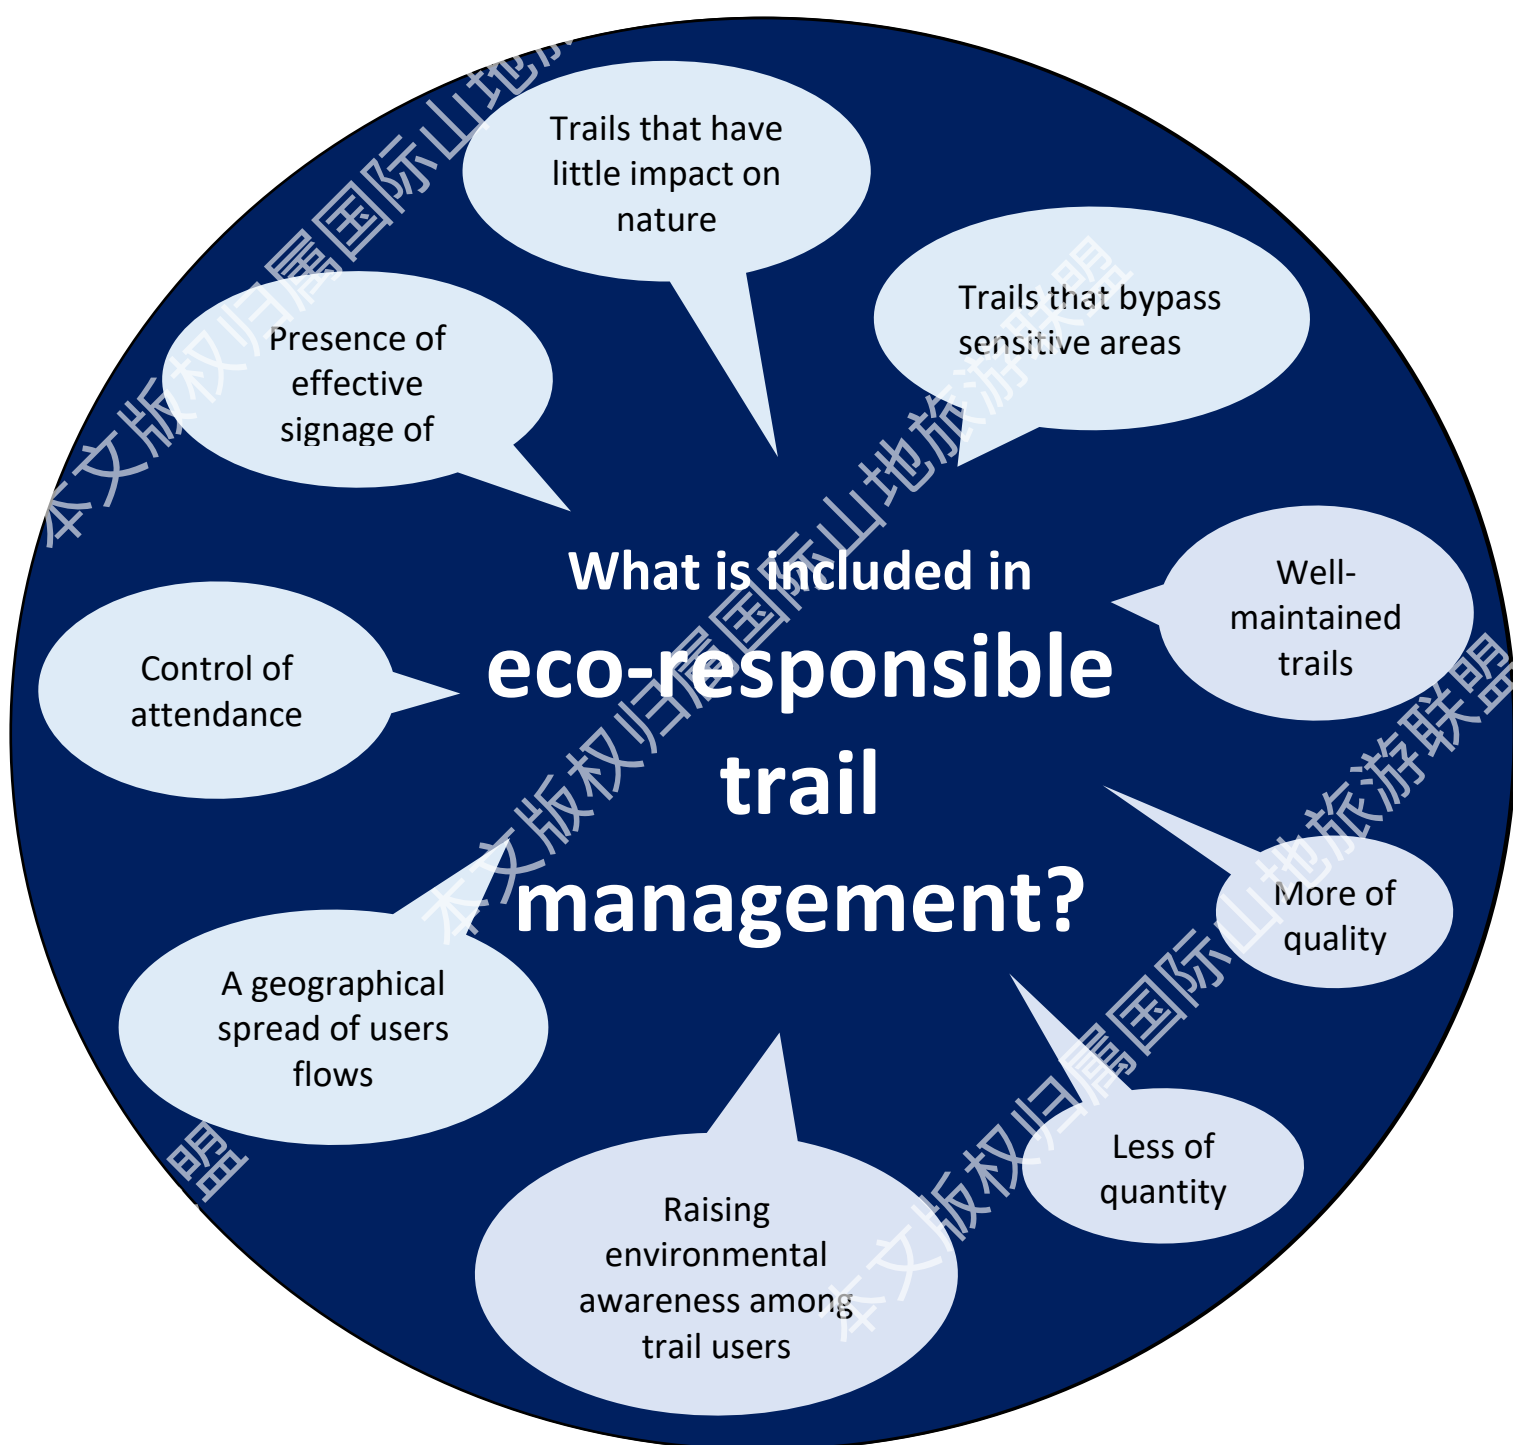 Trails that have
little impact on
nature
Trails that bypass
sensitive areas
Presence of
effective
signage of
What is included in
eco-responsible
trail
management?
Well-
maintained
trails
Control of
attendance
More of
quality
A geographical
spread of users
flows
Less of
quantity
Raising
environmental
awareness among
trail users
本文版权归属国际山地旅
本文版权归属国际山地旅游联盟
本文版权归属国际山地旅游联盟
盟